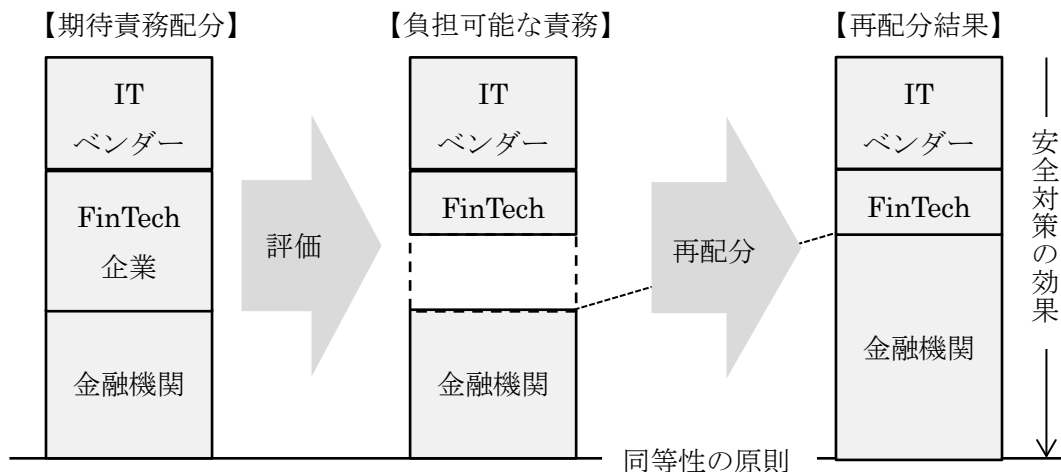 【期待責務配分】
【負担可能な責務】
【再配分結果】
IT
ベンダー
FinTech
企業
金融機関
評価
IT
ベンダー
FinTech
金融機関
再配分
IT
ベンダー
FinTech
金融機関
安全対策の効果
同等性の原則